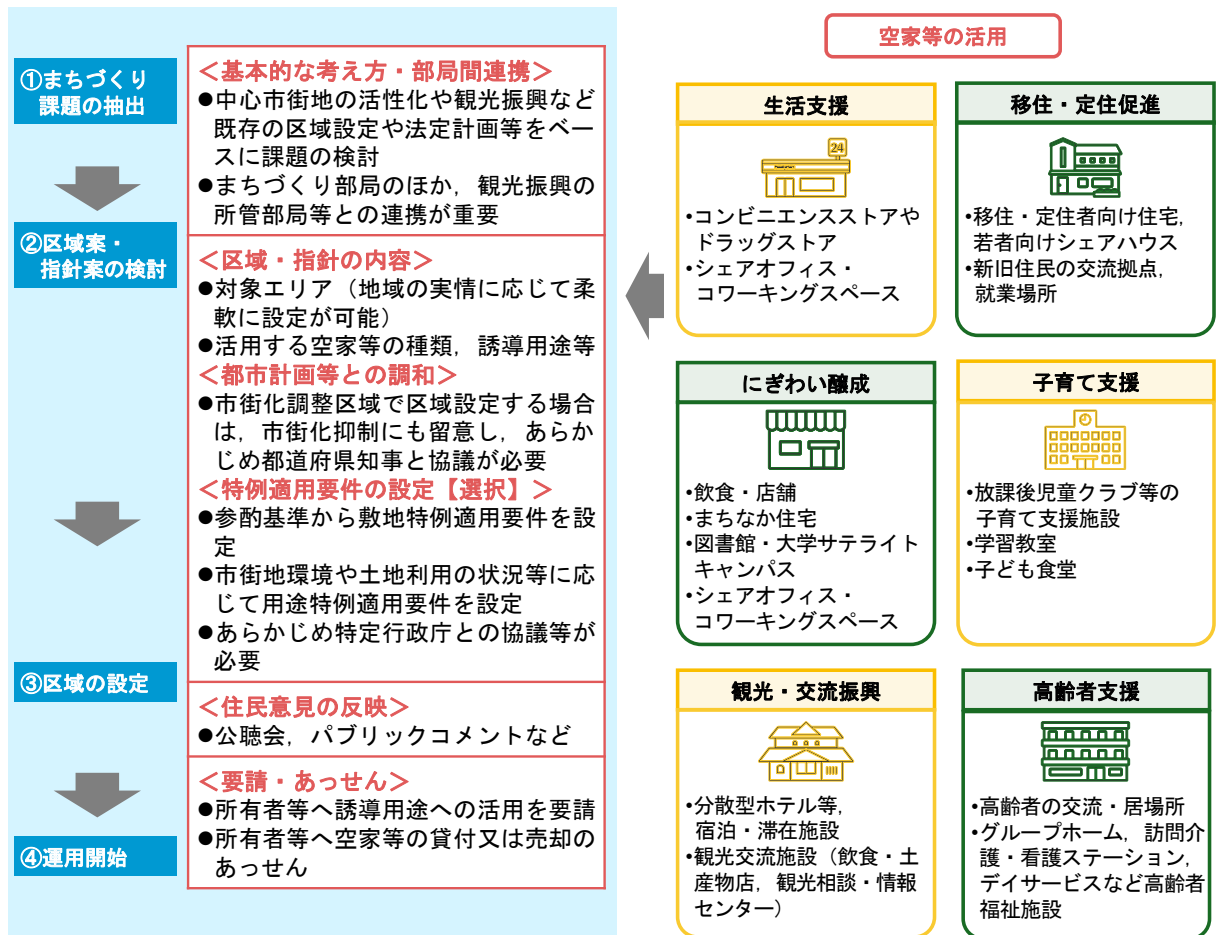 ①まちづくり
課題の抽出
＜基本的な考え方・部局間連携＞
●中心市街地の活性化や観光振興など
既存の区域設定や法定計画等をベー
スに課題の検討
●まちづくり部局のほか，観光振興の
所管部局等との連携が重要
②区域案・
指針案の検討
＜区域・指針の内容＞
●対象エリア（地域の実情に応じて柔
軟に設定が可能）
●活用する空家等の種類，誘導用途等
＜都市計画等との調和＞
●市街化調整区域で区域設定する場合
は，市街化抑制にも留意し，あらか
じめ都道府県知事と協議が必要
＜特例適用要件の設定【選択】＞
●参酌基準から敷地特例適用要件を設
定
●市街地環境や土地利用の状況等に応
じて用途特例適用要件を設定
●あらかじめ特定行政庁との協議等が
必要
③区域の設定
＜住民意見の反映＞
●公聴会，パブリックコメントなど
＜要請・あっせん＞
●所有者等へ誘導用途への活用を要請
●所有者等へ空家等の貸付又は売却の
あっせん
④運用開始
空家等の活用
生活支援
24
•コンビニエンスストアや
ドラッグストア
•シェアオフィス・
コワーキングスペース
移住・定住促進
•移住・定住者向け住宅，
若者向けシェアハウス
•新旧住民の交流拠点，
就業場所
にぎわい醸成
•飲食・店舗
•まちなか住宅
•図書館・大学サテライト
キャンパス
•シェアオフィス・
コワーキングスペース
子育て支援
•放課後児童クラブ等の
子育て支援施設
•学習教室
•子ども食堂
観光・交流振興
•分散型ホテル等，
宿泊・滞在施設
•観光交流施設（飲食・土
産物店，観光相談・情報
センター）
高齢者支援
•高齢者の交流・居場所
•グループホーム，訪問介
護・看護ステーション，
デイサービスなど高齢者
福祉施設